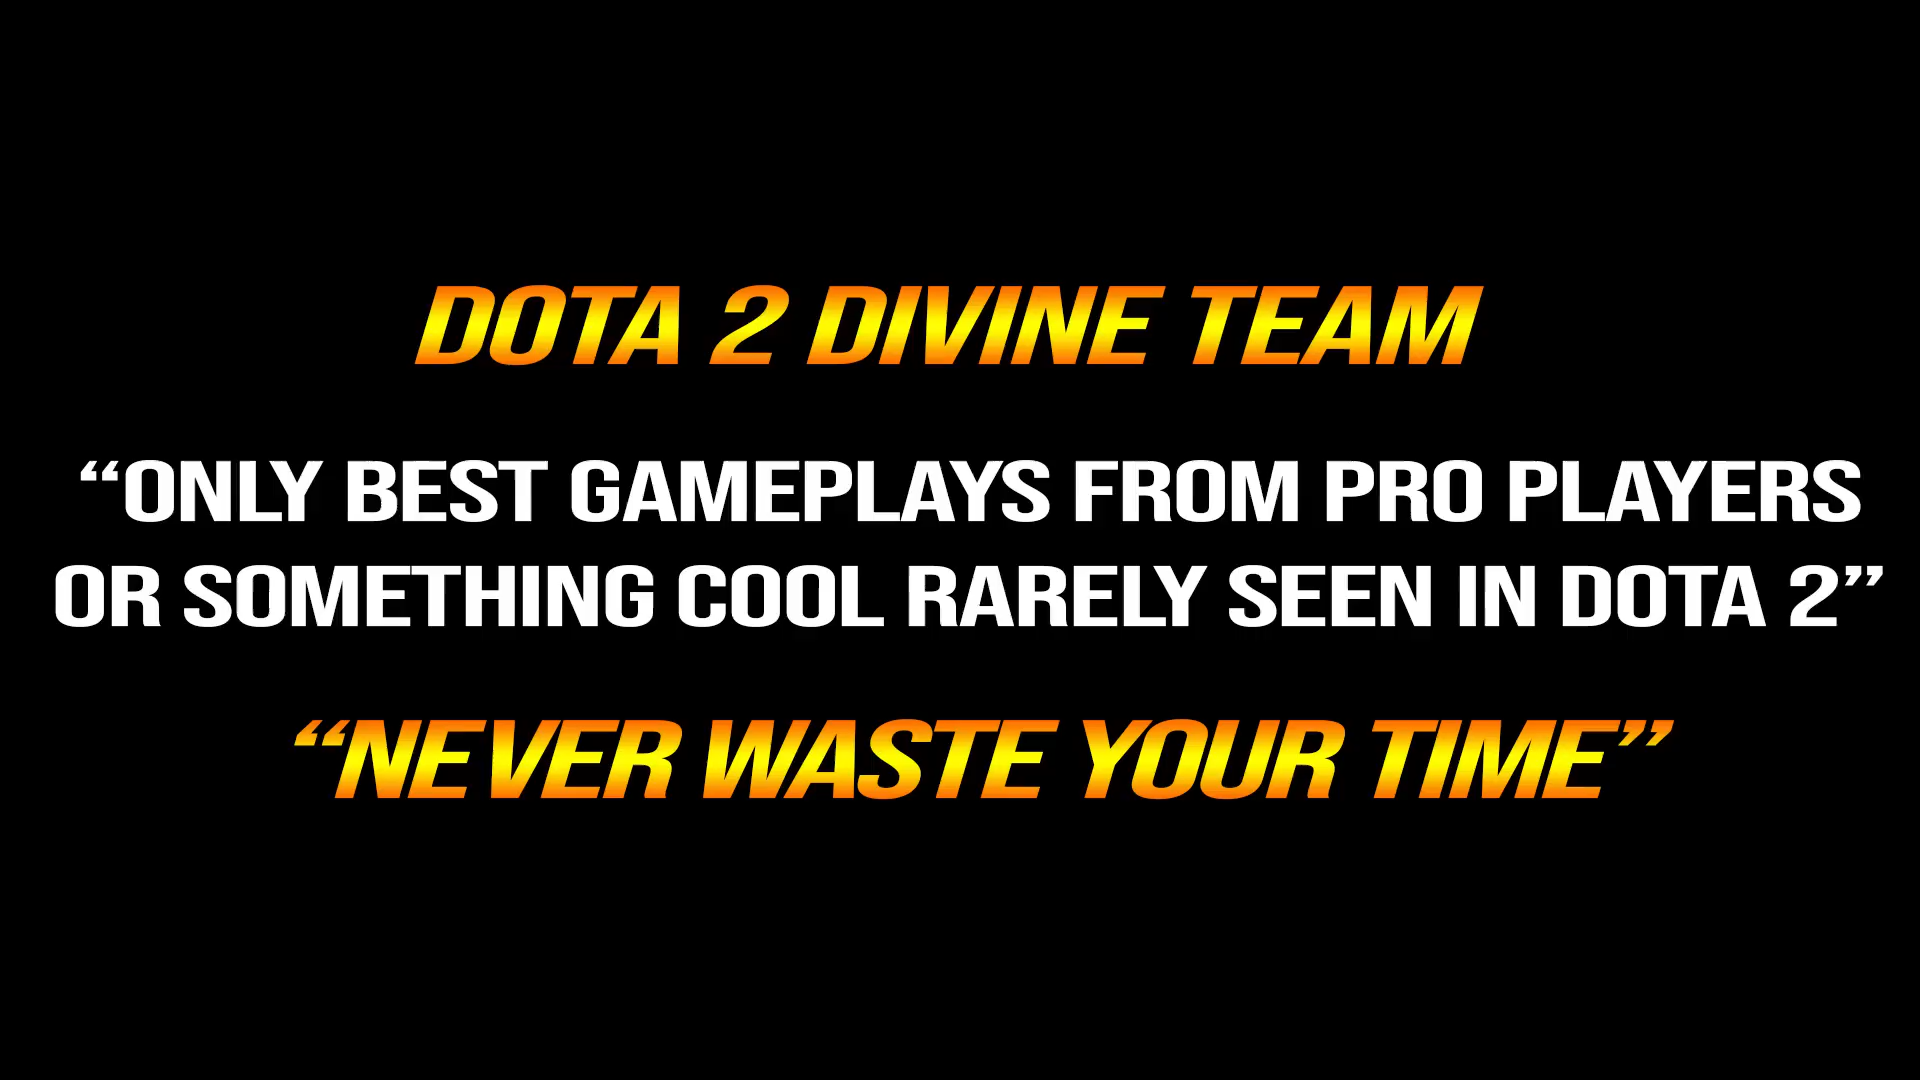 DOTA 2 DIVINE TEAM
“ONLY BEST GAMEPLAYS FROM PRO PLAYERS
OR SOMETHING COOL RARELY SEEN IN DOTA 2”
“NEVER WASTE YOUR TIME”